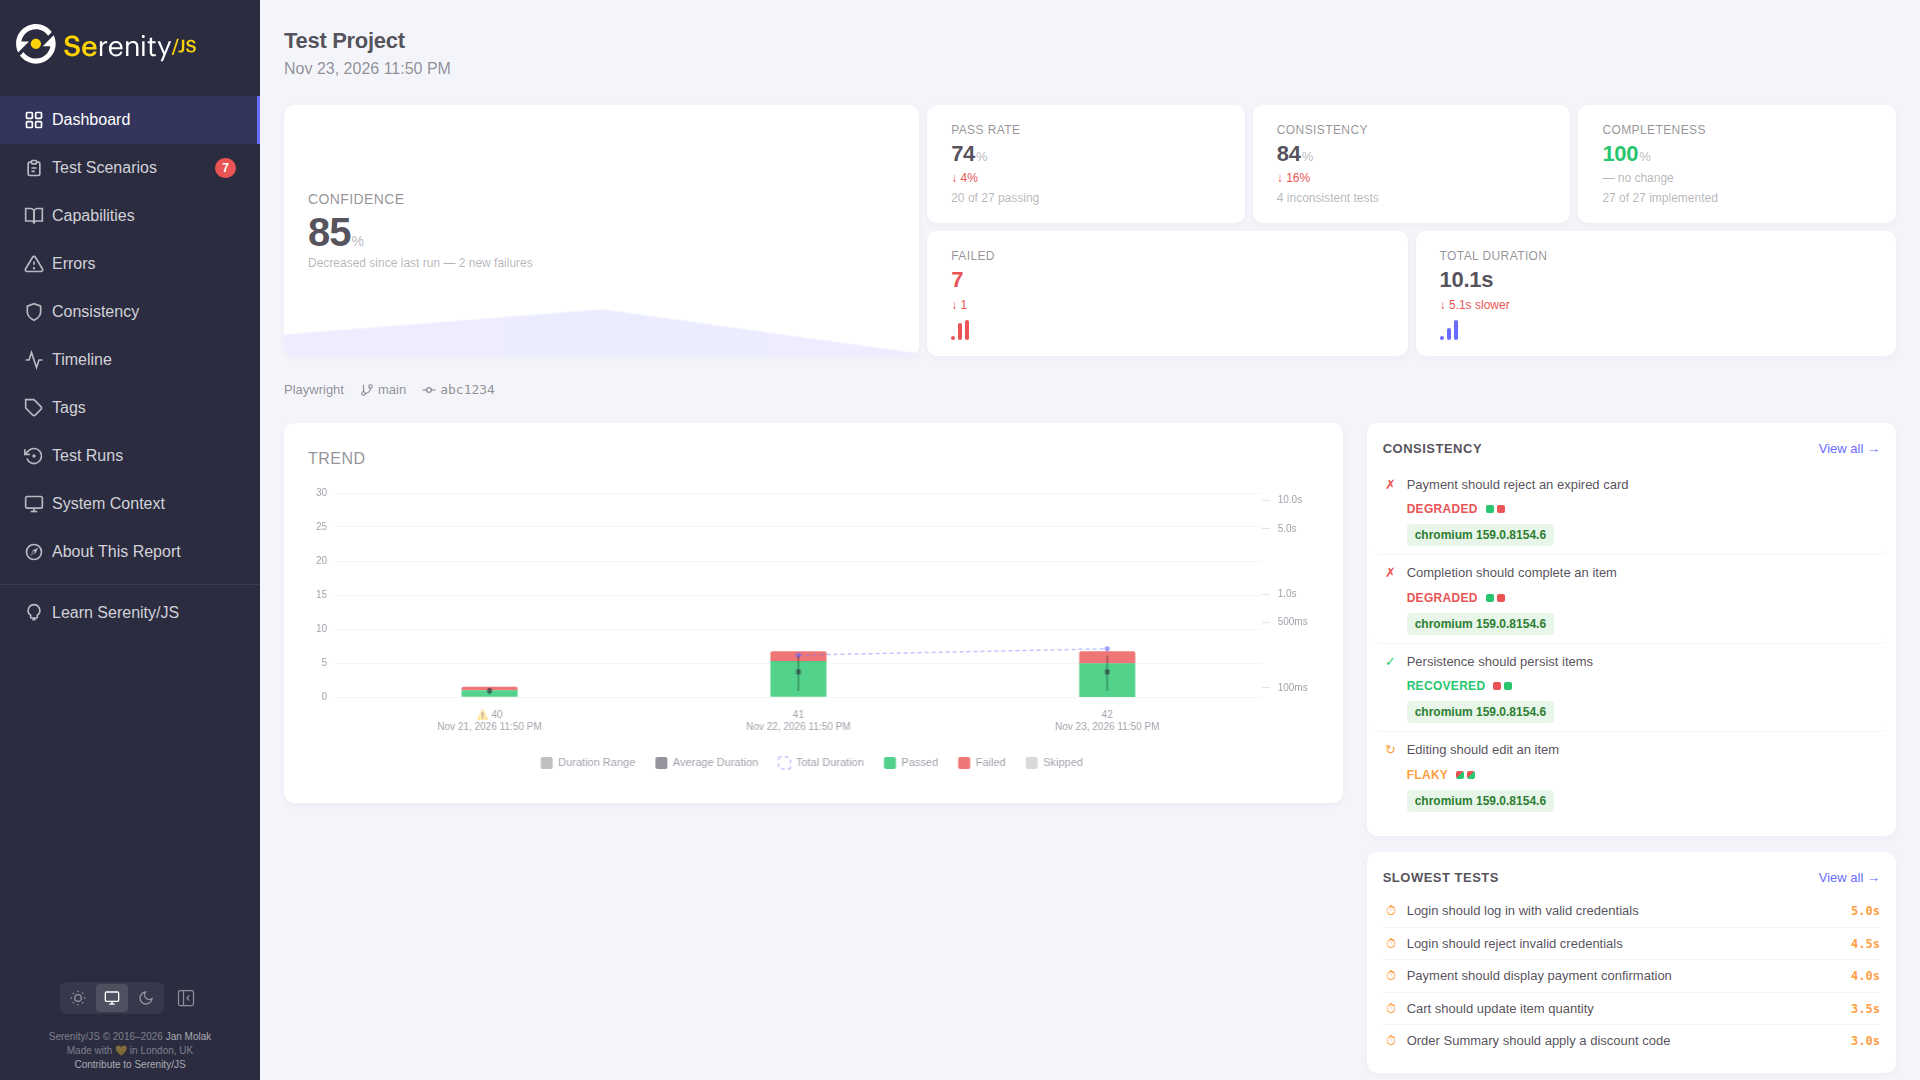 Serenity/JS
Dashboard
Test Scenarios 7
Capabilities
Errors
Consistency
Timeline
Tags
Test Runs
System Context
About This Report
Learn Serenity/JS
Serenity/JS © 2016–2026 Jan Molak
Made with 🧡 in London, UK
Contribute to Serenity/JS
Test Project
Nov 23, 2026 11:50 PM
CONFIDENCE
85%
Decreased since last run — 2 new failures
PASS RATE
74%
↓ 4%
20 of 27 passing
CONSISTENCY
84%
↓ 16%
4 inconsistent tests
COMPLETENESS
100%
— no change
27 of 27 implemented
FAILED
7
↓ 1
TOTAL DURATION
10.1s
↓ 5.1s slower
Playwright main abc1234
TREND
30
25
20
15
10
5
0
10.0s
5.0s
1.0s
500ms
100ms
⚠️ 40
Nov 21, 2026 11:50 PM
41
Nov 22, 2026 11:50 PM
42
Nov 23, 2026 11:50 PM
Duration Range Average Duration Total Duration Passed Failed Skipped
CONSISTENCY View all →
✗ Payment should reject an expired card
DEGRADED
chromium 159.0.8154.6
✗ Completion should complete an item
DEGRADED
chromium 159.0.8154.6
✓ Persistence should persist items
RECOVERED
chromium 159.0.8154.6
↻ Editing should edit an item
FLAKY
chromium 159.0.8154.6
SLOWEST TESTS View all →
⏱ Login should log in with valid credentials 5.0s
⏱ Login should reject invalid credentials 4.5s
⏱ Payment should display payment confirmation 4.0s
⏱ Cart should update item quantity 3.5s
⏱ Order Summary should apply a discount code 3.0s